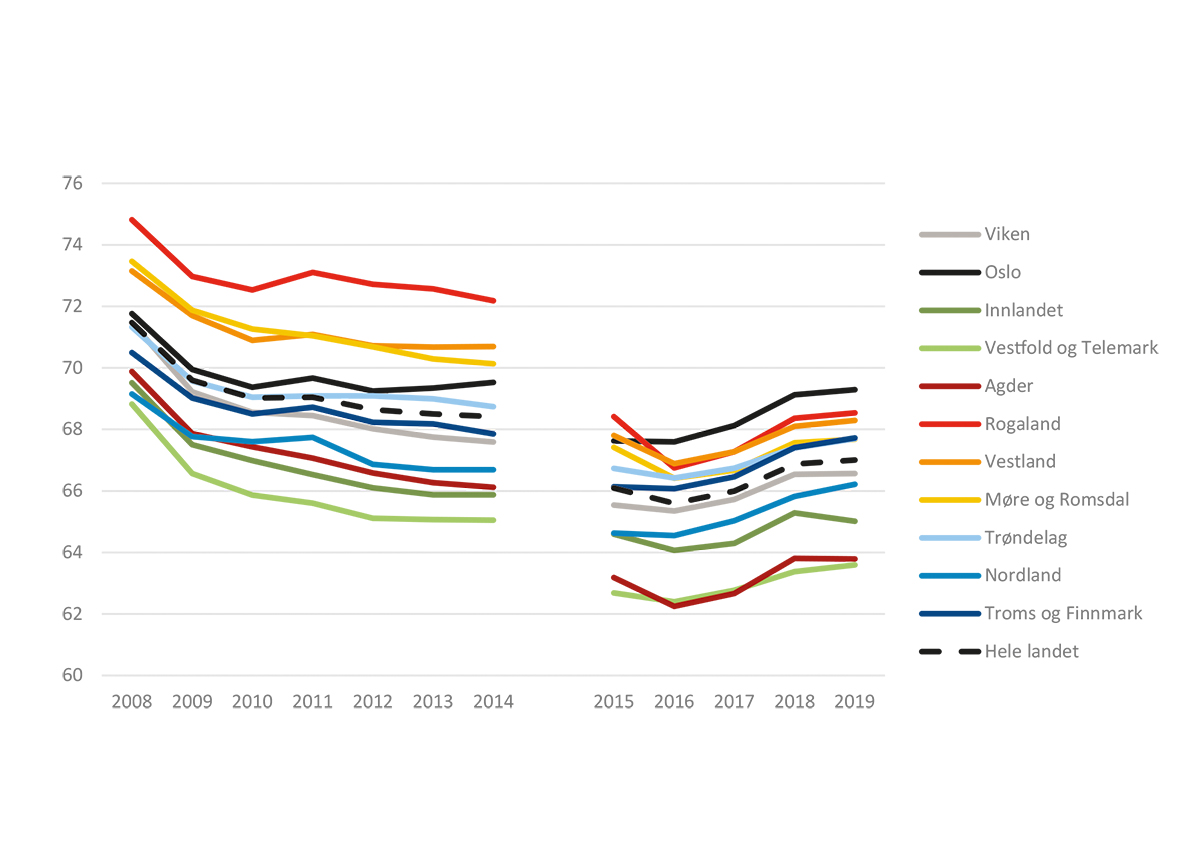 76
74
72
70
68
66
64
62
60
2008 2009 2010 2011 2012 2013 2014 2015 2016 2017 2018 2019
Viken
Oslo
Innlandet
Vestfold og Telemark
Agder
Rogaland
Vestland
Møre og Romsdal
Trøndelag
Nordland
Troms og Finnmark
Hele landet